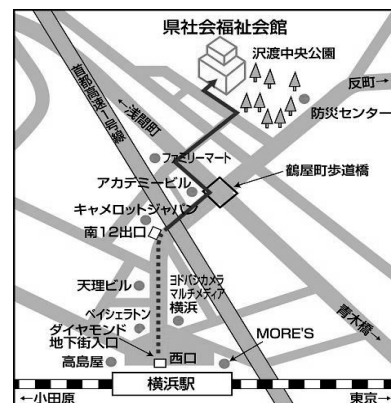 県社会福祉会館
沢渡中央公園
反町→
首都高速1号線
←浅間町
防災センター
ファミリーマート
鶴屋町歩道橋
アカデミービル
キャメロットジャパン
南12出口
天理ビル
ヨドバシカメラ
マルチメディア
横浜
ベイシェラトン
ダイヤモンド
地下街入口
青木橋
MORE'S
高島屋
西口
横浜駅
←小田原
東京→